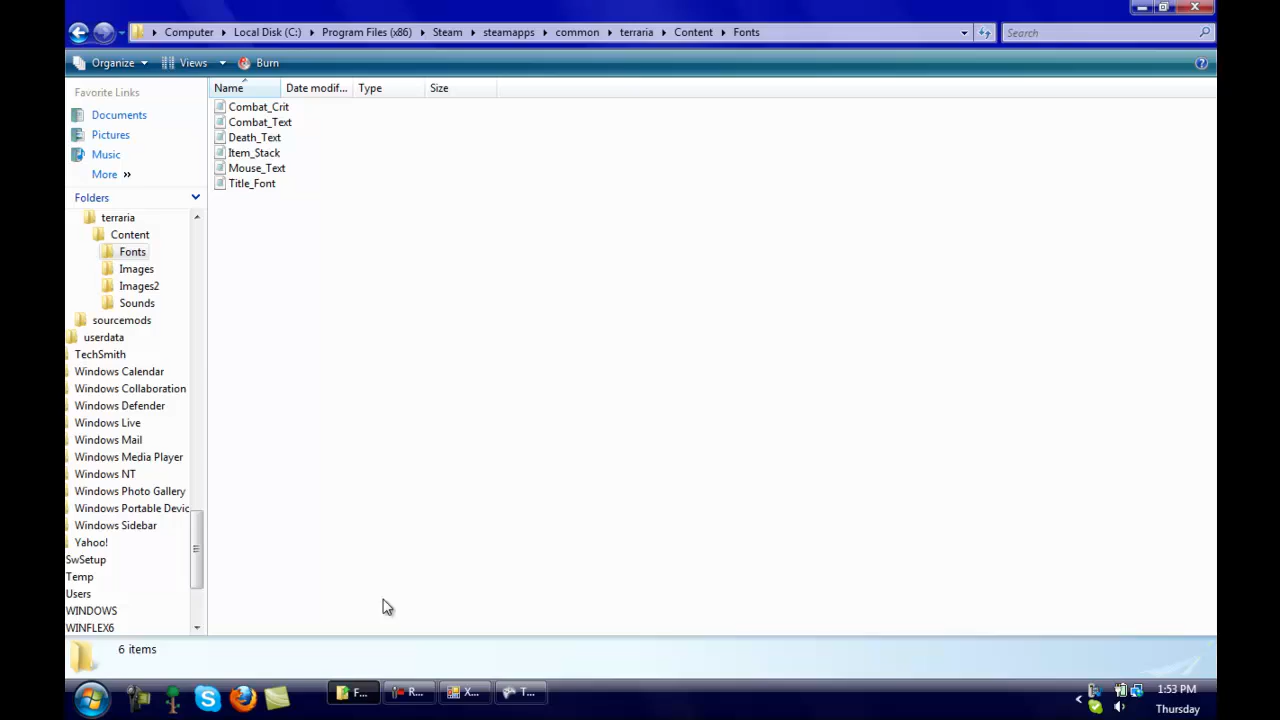 Computer Local Disk (C:) Program Files (x86) Steam steamapps common terraria Content Fonts Search
Organize Views Burn
Favorite Links
Documents
Pictures
Music
More »
Folders
terraria
Content
Fonts
Images
Images2
Sounds
sourcemods
userdata
TechSmith
Windows Calendar
Windows Collaboration
Windows Defender
Windows Live
Windows Mail
Windows Media Player
Windows NT
Windows Photo Gallery
Windows Portable Devic
Windows Sidebar
Yahoo!
SwSetup
Temp
Users
WINDOWS
WINFLEX6
Name Date modif... Type Size
Combat_Crit
Combat_Text
Death_Text
Item_Stack
Mouse_Text
Title_Font
6 items
F... R... X... T...
1:53 PM
Thursday